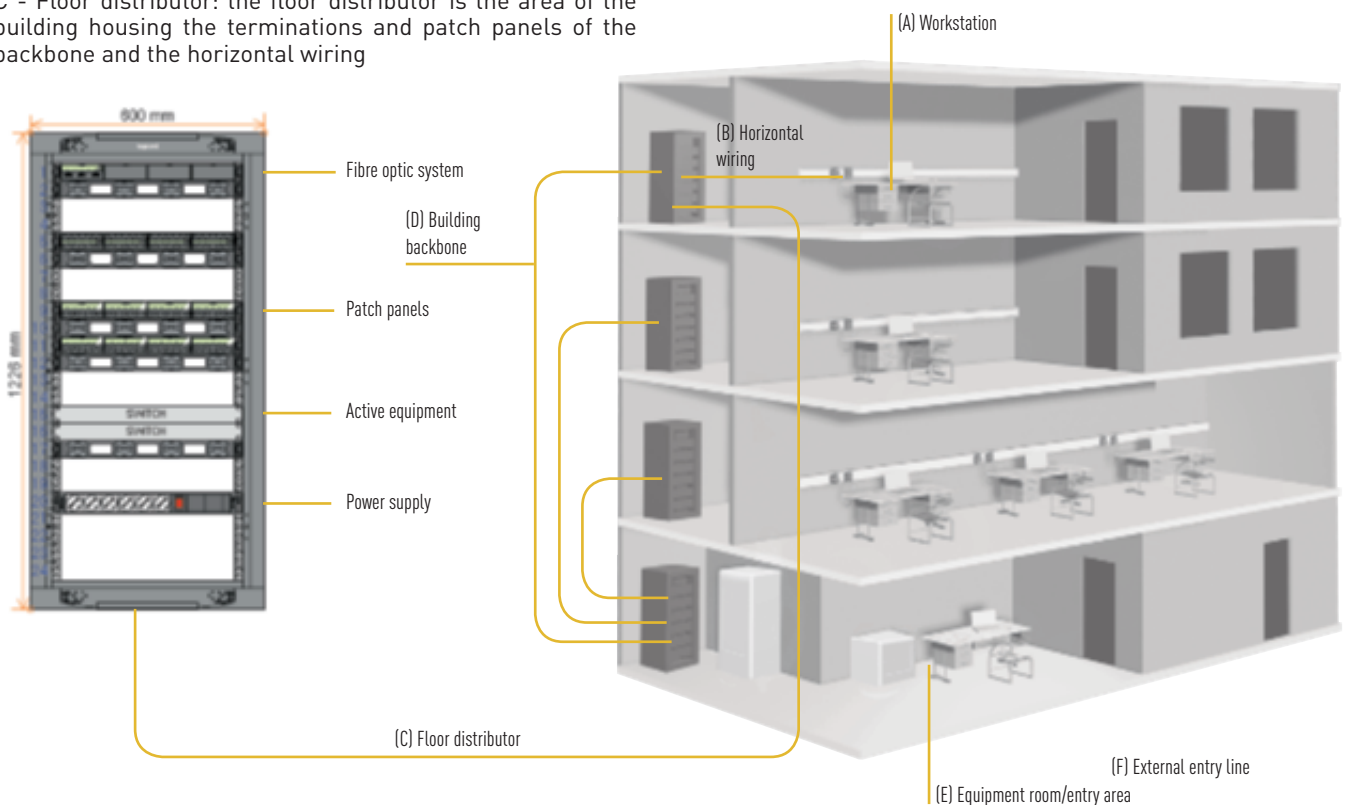 C - Floor distributor: the floor distributor is the area of the
building housing the terminations and patch panels of the
backbone and the horizontal wiring
(A) Workstation
600 mm
(B) Horizontal
wiring
Fibre optic system
(D) Building
backbone
Patch panels
1226 mm
Active equipment
SWITCH
SWITCH
Power supply
(C) Floor distributor
(F) External entry line
(E) Equipment room/entry area